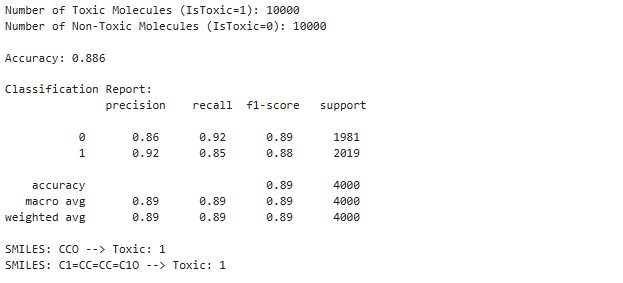 Number of Toxic Molecules (IsToxic=1): 10000
Number of Non-Toxic Molecules (IsToxic=0): 10000
Accuracy: 0.886
Classification Report:
precision recall f1-score support
0 0.86 0.92 0.89 1981
1 0.92 0.85 0.88 2019
accuracy 0.89 4000
macro avg 0.89 0.89 0.89 4000
weighted avg 0.89 0.89 0.89 4000
SMILES: CCO --> Toxic: 1
SMILES: C1=CC=CC=C1O --> Toxic: 1